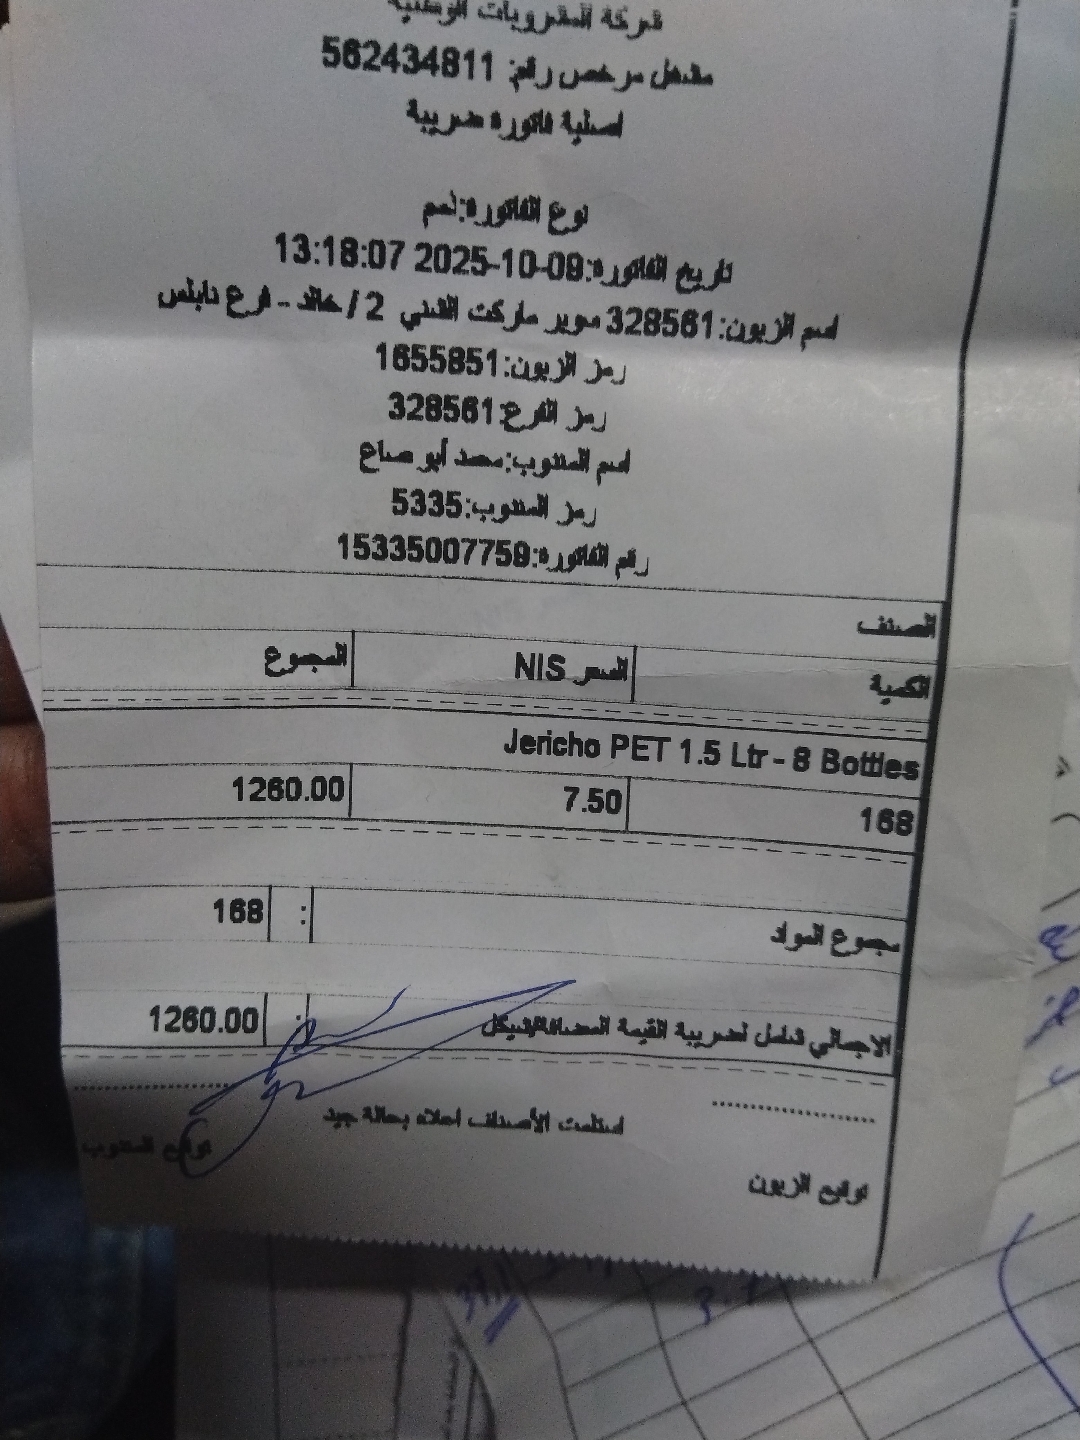 شركة المشروبات الوطنية
مشغل مرخص رقم: 562434811
اصلية فاتورة ضريبة
نوع الفاتورة:ذمم
تاريخ الفاتورة:09-10-2025 13:18:07
اسم الزبون:328561 سوبر ماركت الشني 2 / خالد - فرع نابلس
رمز الزبون:1655851
رمز الفرع:328561
اسم المندوب:محمد أبو صاع
رمز المندوب:5335
رقم الفاتورة:15335007759
الصنف
الكمية السعر NIS المجموع
Jericho PET 1.5 Ltr - 8 Bottles
168 7.50 1260.00
مجموع المواد : 168
الاجمالي شامل لضريبة القيمة المضافة/شيكل : 1260.00
استلمت الأصناف اعلاه بحالة جيد
توقيع الزبون توقيع المندوب